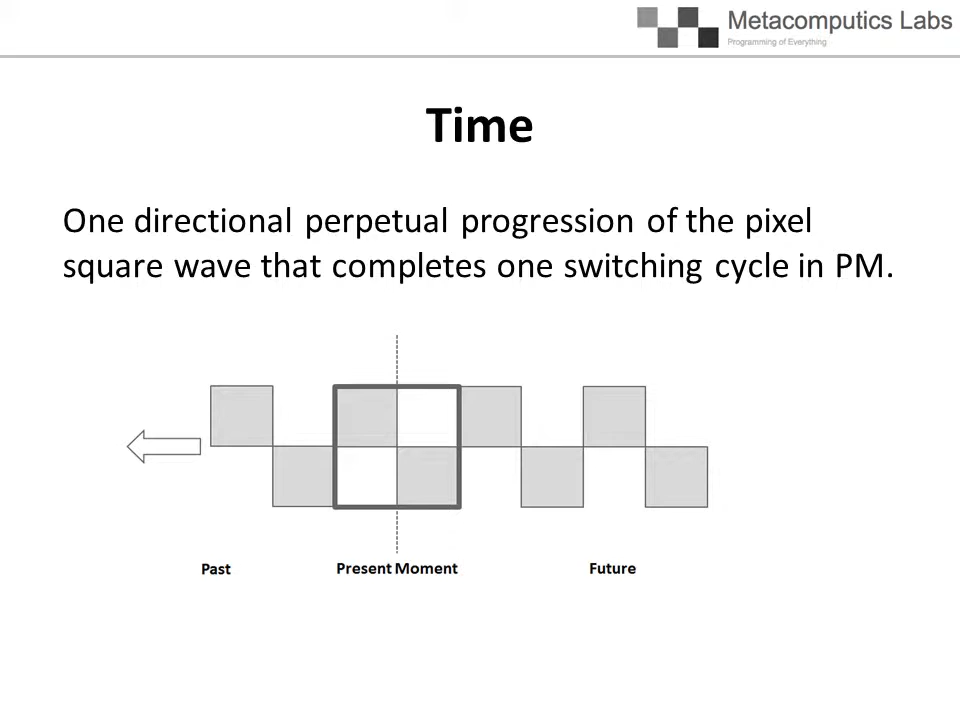 Metacomputics Labs
Programming of Everything
Time
One directional perpetual progression of the pixel
square wave that completes one switching cycle in PM.
Past
Present Moment
Future